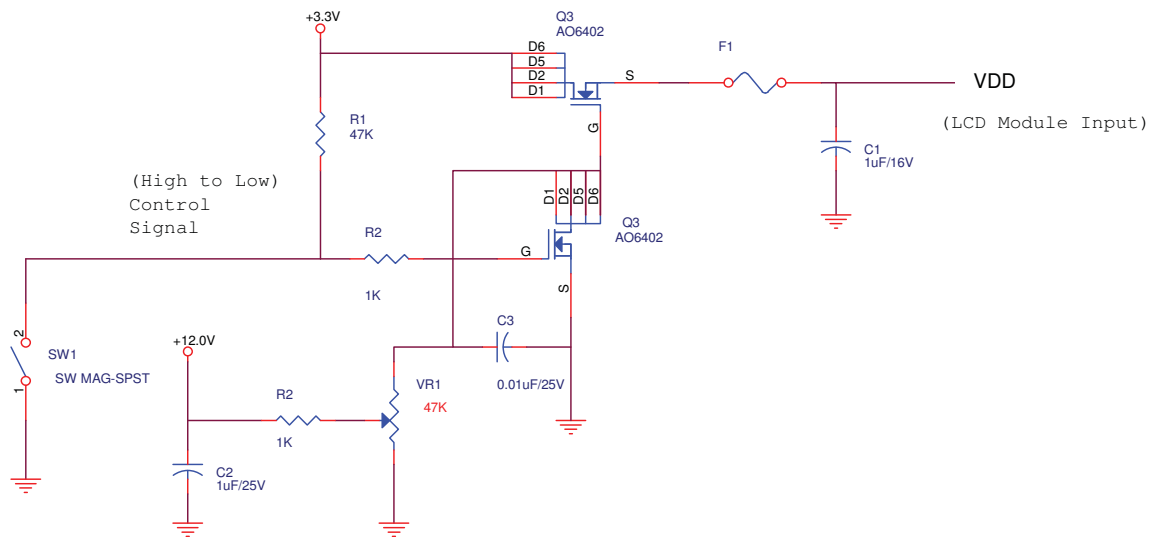 +3.3V
Q3
AO6402
D6
D5
D2
D1
S
G
F1
VDD
(LCD Module Input)
C1
1uF/16V
R1
47K
(High to Low)
Control
Signal
D1
D2
D5
D6
Q3
AO6402
G
S
R2
1K
2
SW1
SW MAG-SPST
1
+12.0V
C3
0.01uF/25V
R2
1K
VR1
47K
C2
1uF/25V